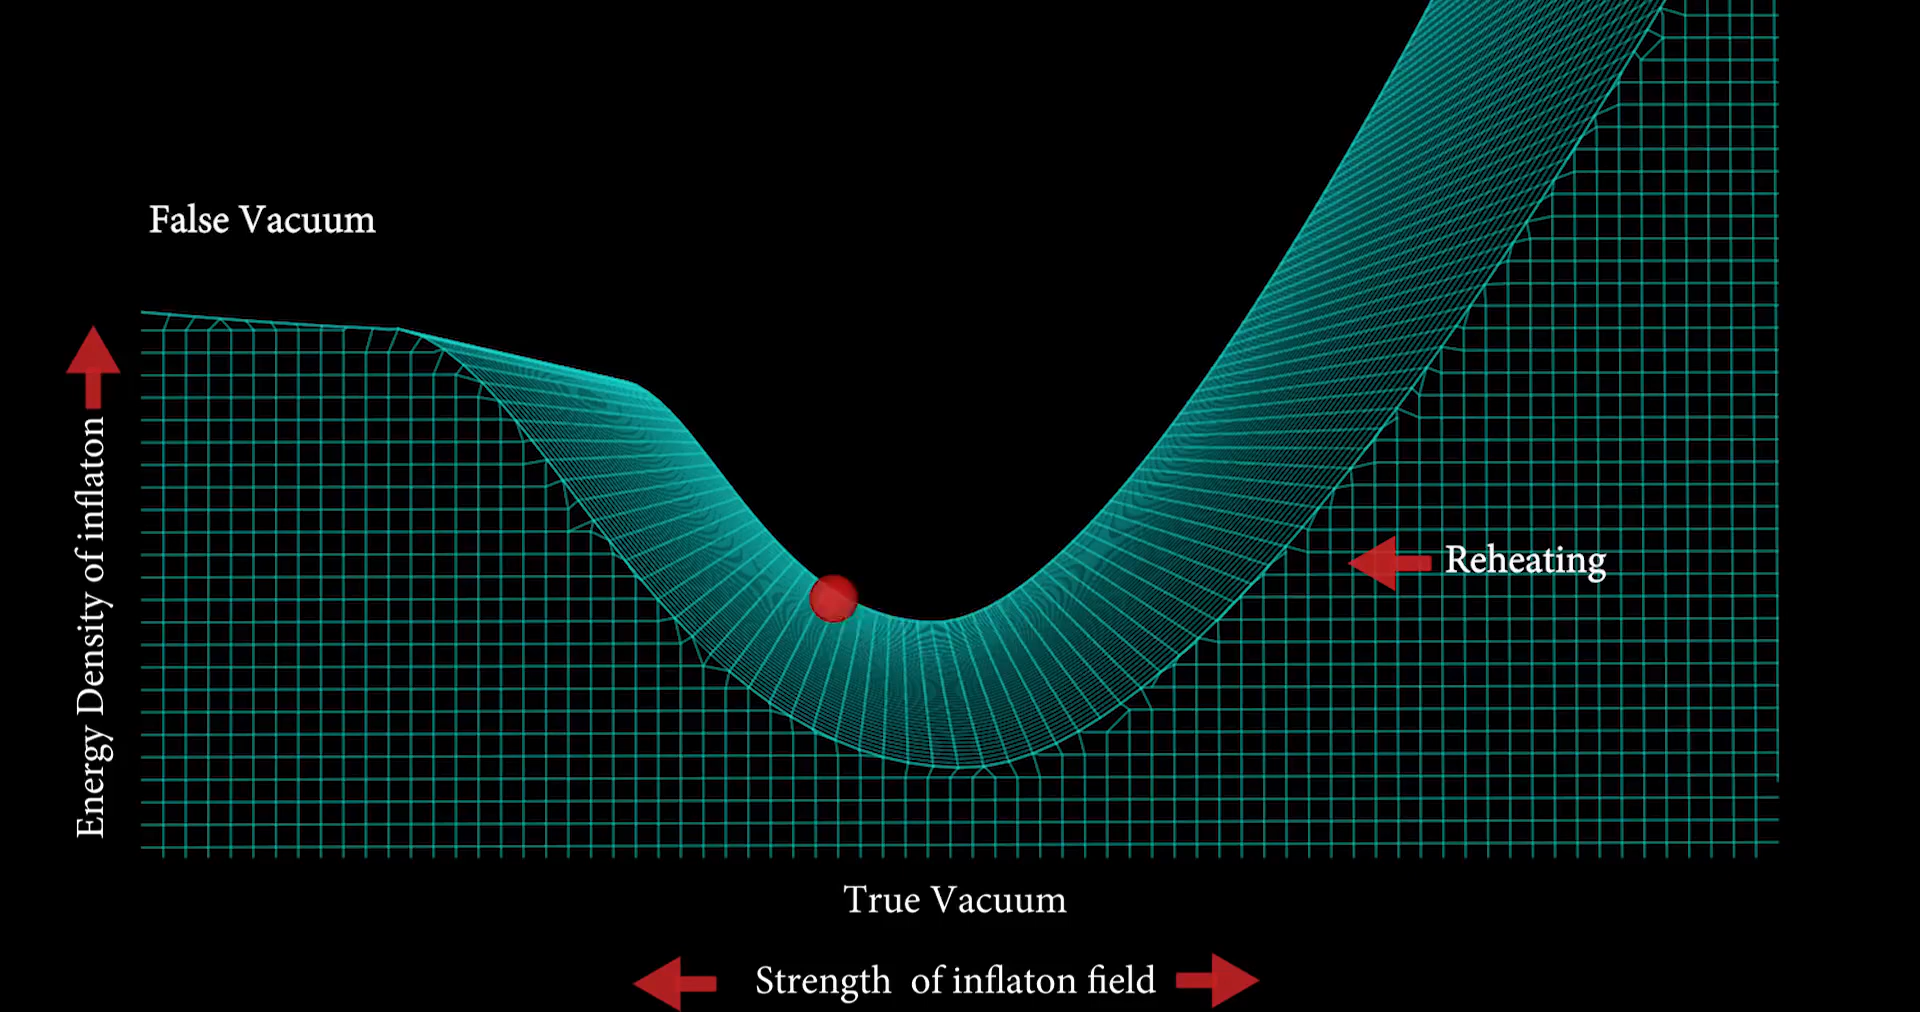 False Vacuum
Energy Density of inflaton
Reheating
True Vacuum
Strength of inflaton field